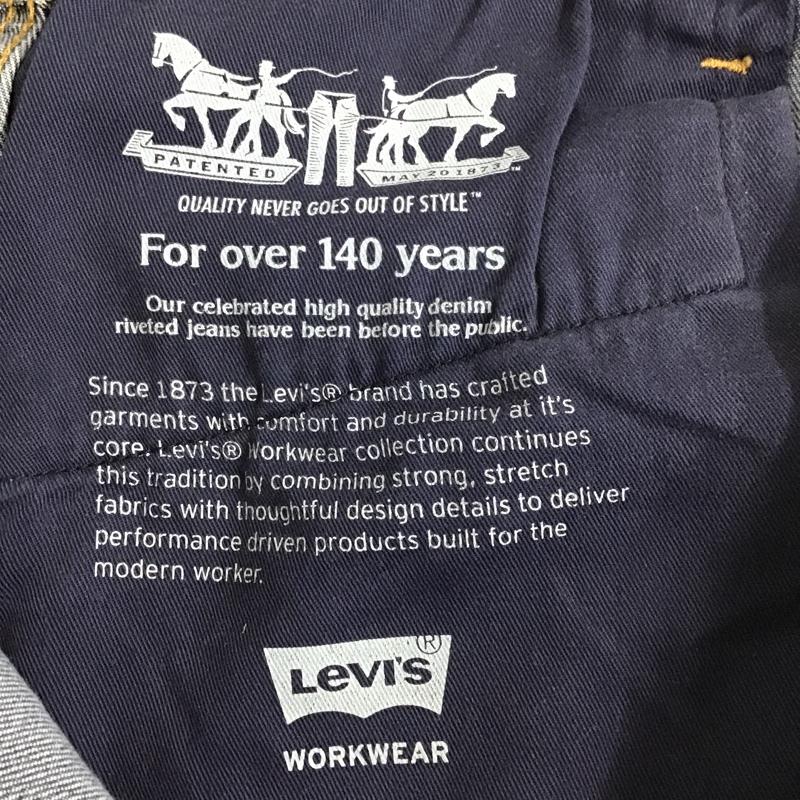 PATENTED MAY 20 1873™
QUALITY NEVER GOES OUT OF STYLE™
For over 140 years
Our celebrated high quality denim
riveted jeans have been before the public.
Since 1873 the Levi's® brand has crafted
garments with comfort and durability at it's
core. Levi's® Workwear collection continues
this tradition by combining strong, stretch
fabrics with thoughtful design details to deliver
performance driven products built for the
modern worker.
Levi's®
WORKWEAR